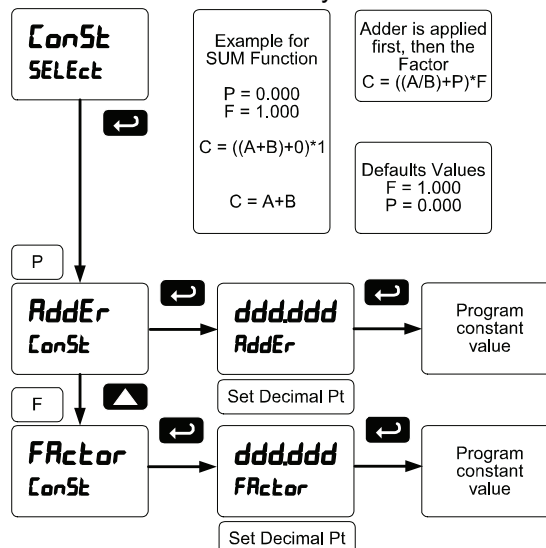 ConSt
SELEct
Example for
SUM Function
P = 0.000
F = 1.000
C = ((A+B)+0)*1
C = A+B
Adder is applied
first, then the
Factor
C = ((A/B)+P)*F
Defaults Values
F = 1.000
P = 0.000
P
AddEr
ConSt
ddd.ddd
AddEr
Program
constant
value
Set Decimal Pt
F
FActor
ConSt
ddd.ddd
FActor
Program
constant
value
Set Decimal Pt